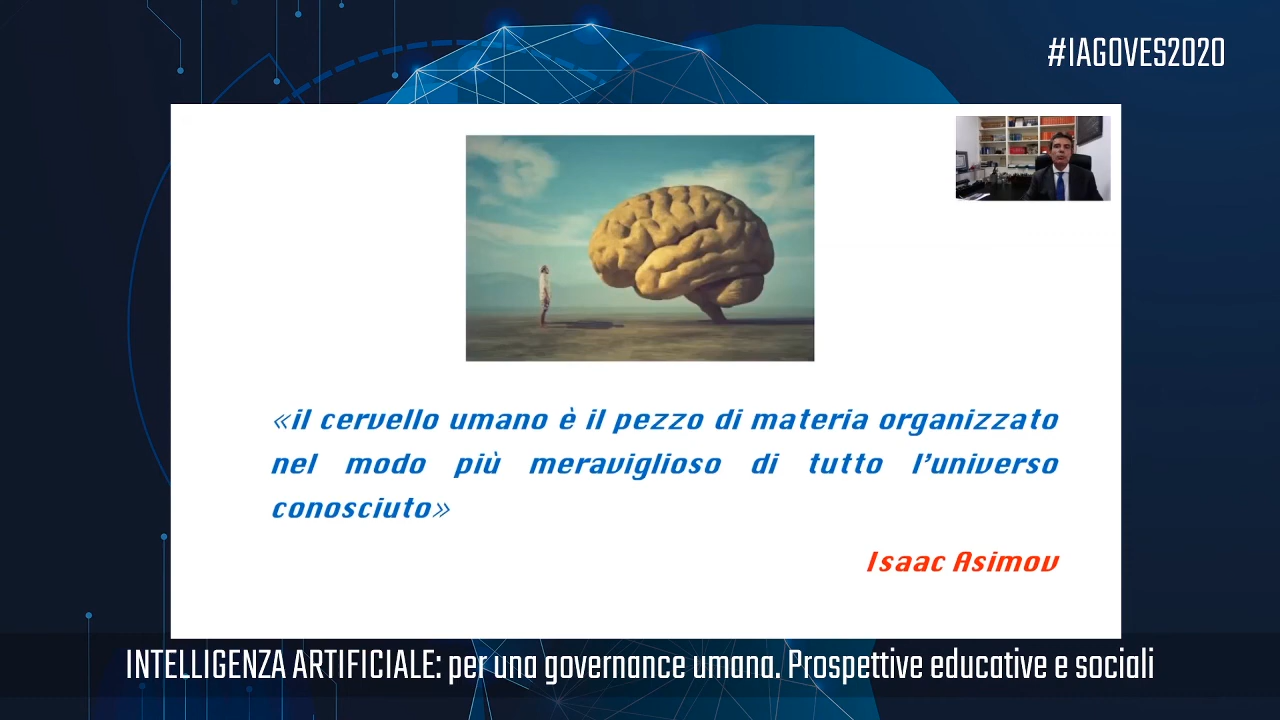 #IAGOVES2020
«il cervello umano è il pezzo di materia organizzato
nel modo più meraviglioso di tutto l’universo
conosciuto»
Isaac Asimov
INTELLIGENZA ARTIFICIALE: per una governance umana. Prospettive educative e sociali